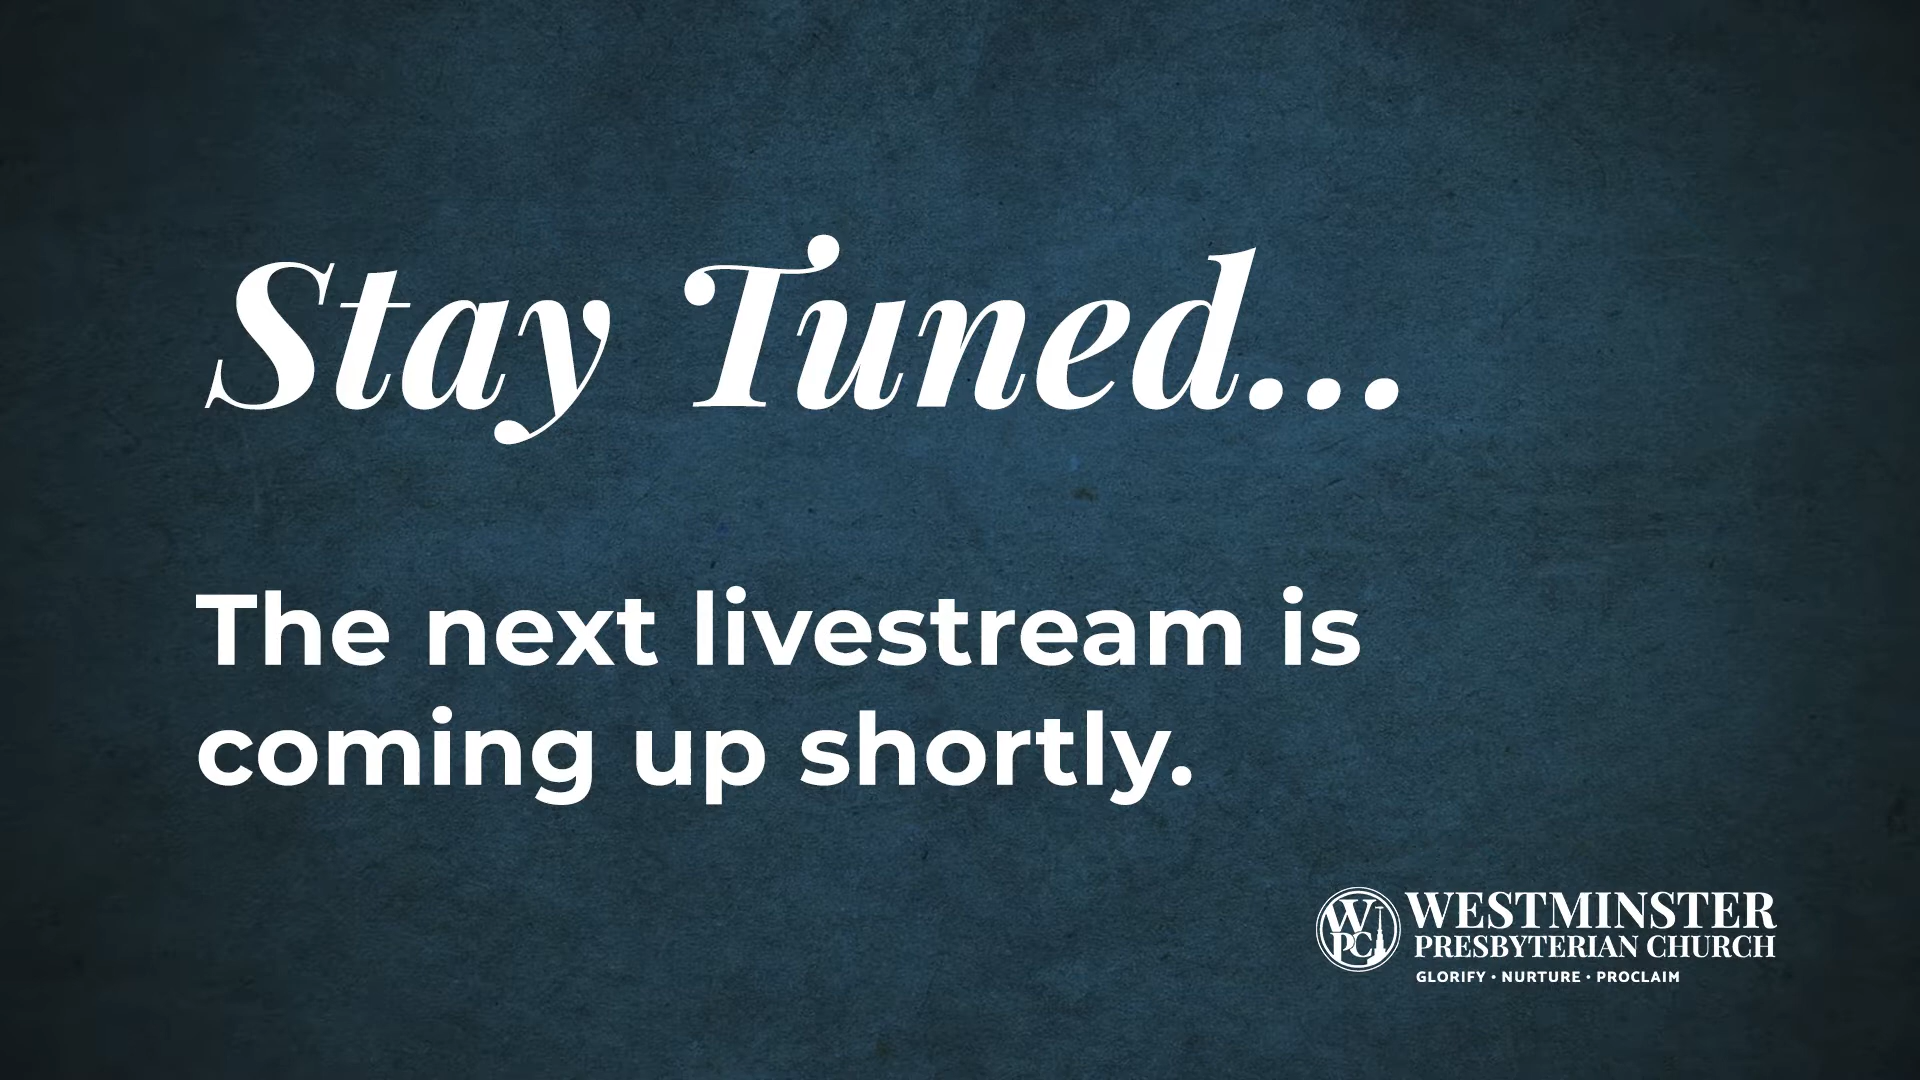 Stay Tuned...
The next livestream is
coming up shortly.
WPC
WESTMINSTER
PRESBYTERIAN CHURCH
GLORIFY • NURTURE • PROCLAIM